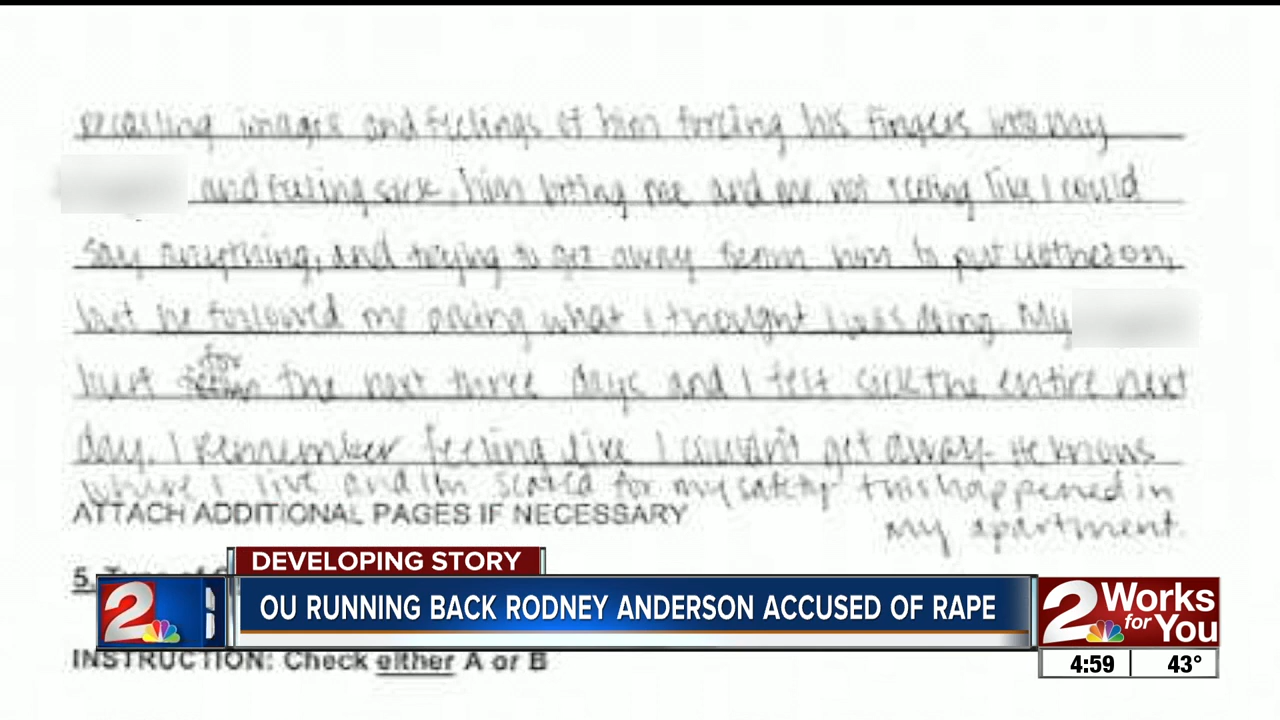 recalling images and feelings of him forcing his fingers into my
and feeling sick, him biting me and me not feeling like I could
say anything, and trying to get away from him to put clothes on,
but he followed me asking what I thought I was doing. My
for
hurt the next three days and I felt sick the entire next
day. I remember feeling like I couldn't get away. He knows
where I live and I'm scared for my safety this happened in
my apartment.
ATTACH ADDITIONAL PAGES IF NECESSARY
5.
DEVELOPING STORY
2 OU RUNNING BACK RODNEY ANDERSON ACCUSED OF RAPE
2 Works for You
4:59 43°
INSTRUCTION: Check either A or B